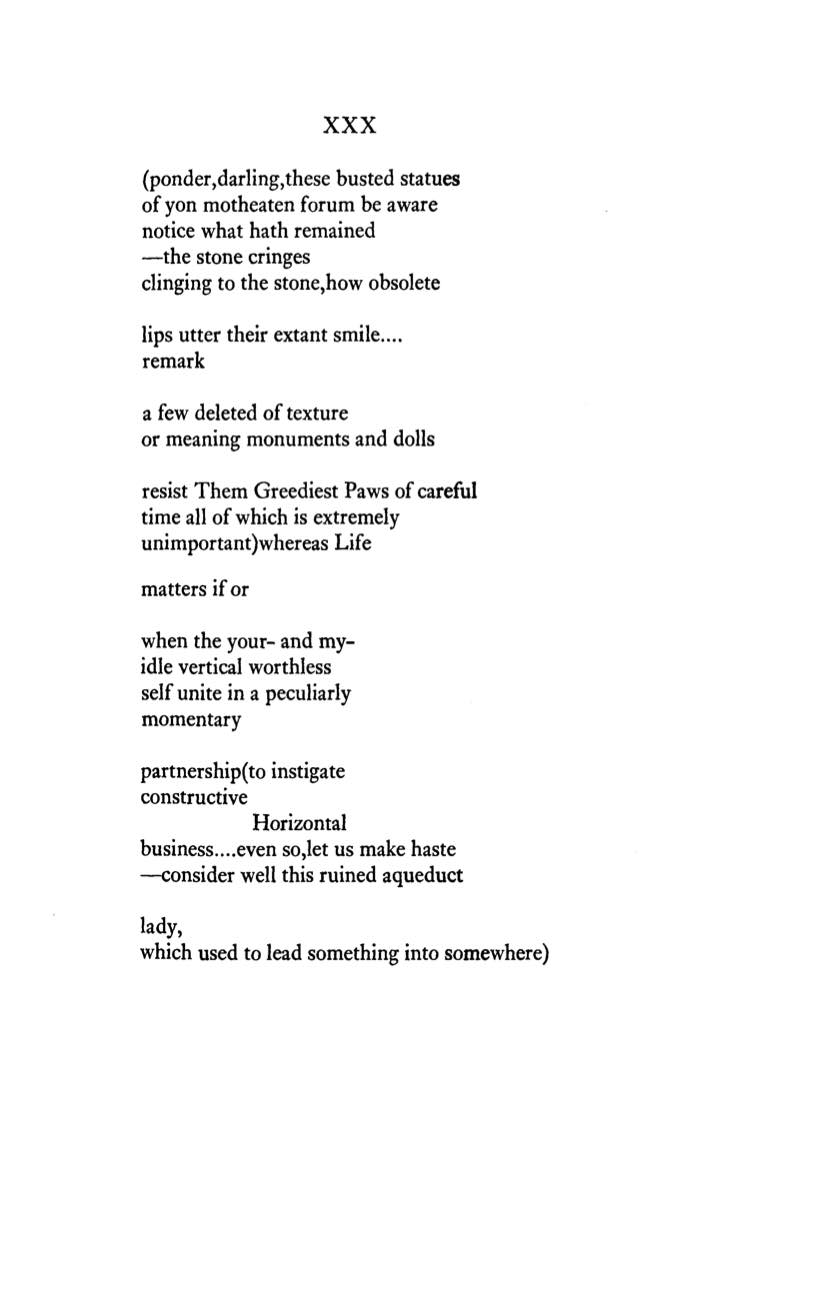 XXX
(ponder,darling,these busted statues
of yon motheaten forum be aware
notice what hath remained
—the stone cringes
clinging to the stone,how obsolete
lips utter their extant smile....
remark
a few deleted of texture
or meaning monuments and dolls
resist Them Greediest Paws of careful
time all of which is extremely
unimportant)whereas Life
matters if or
when the your- and my-
idle vertical worthless
self unite in a peculiarly
momentary
partnership(to instigate
constructive
Horizontal
business....even so,let us make haste
—consider well this ruined aqueduct
lady,
which used to lead something into somewhere)